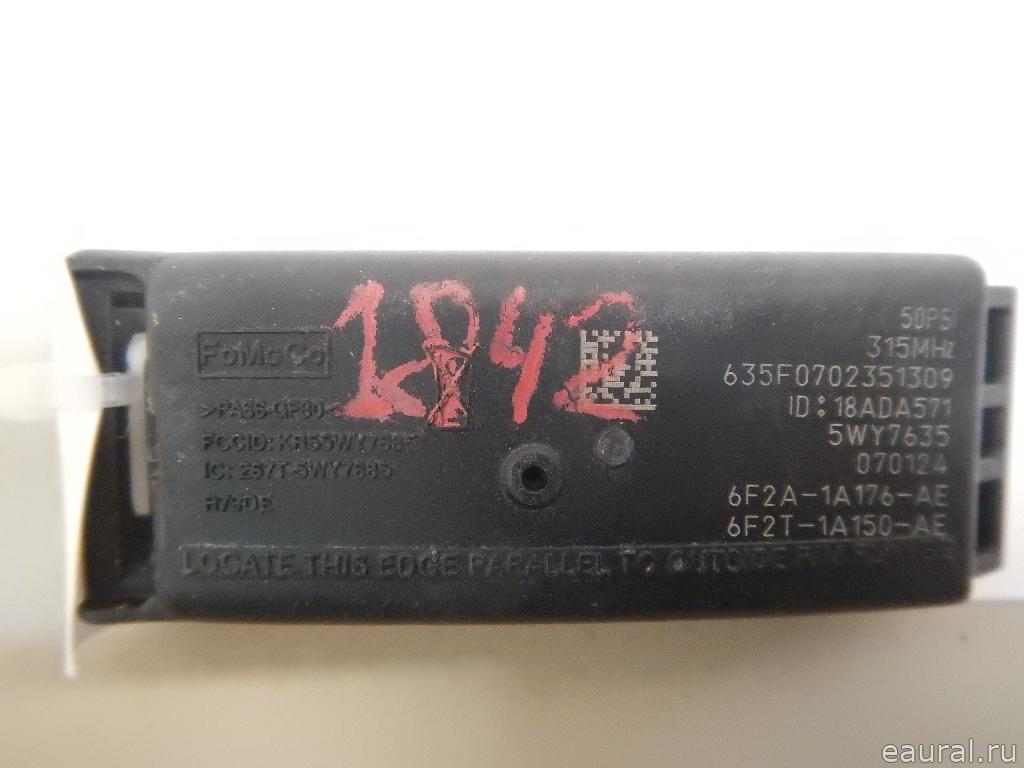 1842
FoMoCo
>PA66-GF30<
FCCID: KR55WY7635
IC: 267T-5WY7635
50PSI
315MHz
635F0702351309
ID:18ADA571
5WY7635
070124
6F2A-1A176-AE
6F2T-1A150-AE
LOCATE THIS EDGE PARALLEL TO OUTSIDE RIM
eaural.ru